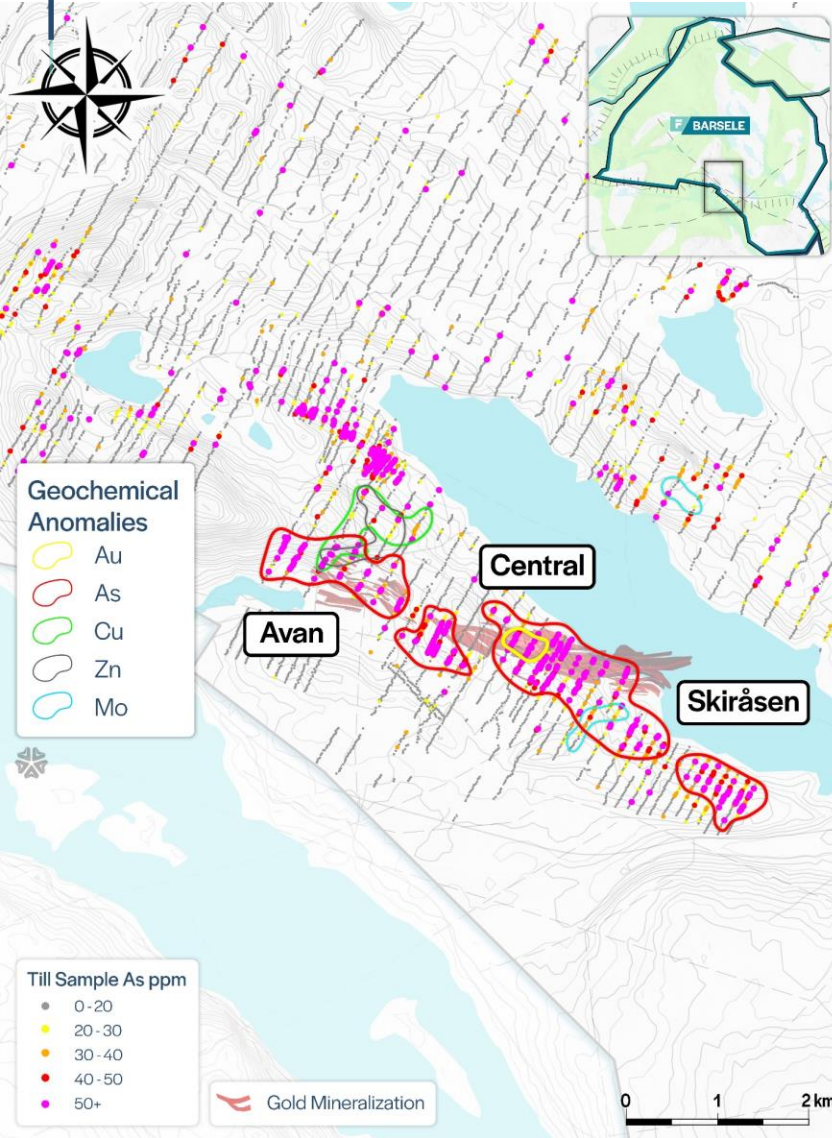 BARSELE
Geochemical
Anomalies
Au
As
Cu
Zn
Mo
Central
Avan
Skiråsen
Till Sample As ppm
0-20
20-30
30-40
40-50
50+
Gold Mineralization
0 1 2 km